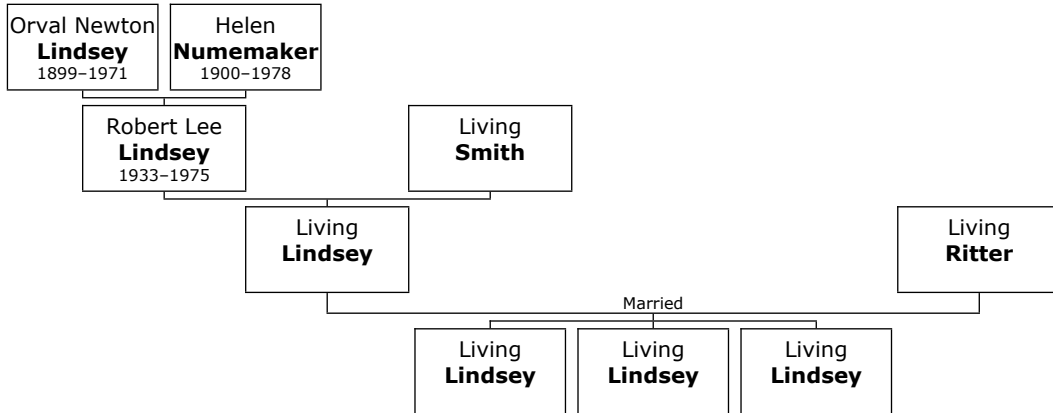 Orval Newton
Lindsey
1899–1971
Helen
Numemaker
1900–1978
Robert Lee
Lindsey
1933–1975
Living
Smith
Living
Lindsey
Living
Ritter
Married
Living
Lindsey
Living
Lindsey
Living
Lindsey